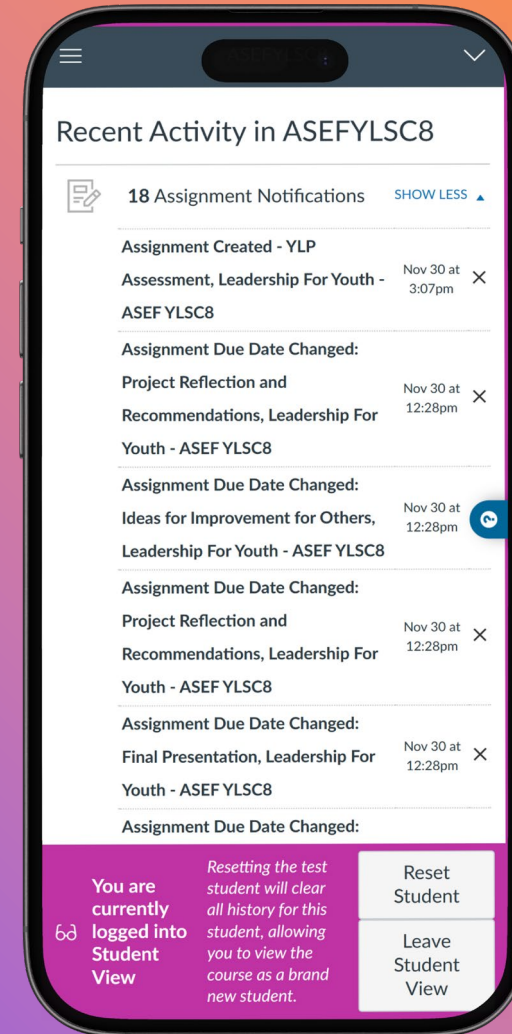 Recent Activity in ASEFYLSC8
18 Assignment Notifications SHOW LESS
Assignment Created - YLP
Assessment, Leadership For Youth -
ASEF YLSC8
Nov 30 at
3:07pm
Assignment Due Date Changed:
Project Reflection and
Recommendations, Leadership For
Youth - ASEF YLSC8
Nov 30 at
12:28pm
Assignment Due Date Changed:
Ideas for Improvement for Others,
Leadership For Youth - ASEF YLSC8
Nov 30 at
12:28pm
Assignment Due Date Changed:
Project Reflection and
Recommendations, Leadership For
Youth - ASEF YLSC8
Nov 30 at
12:28pm
Assignment Due Date Changed:
Final Presentation, Leadership For
Youth - ASEF YLSC8
Nov 30 at
12:28pm
Assignment Due Date Changed:
You are
currently
logged into
Student
View
Resetting the test
student will clear
all history for this
student, allowing
you to view the
course as a brand
new student.
Reset
Student
Leave
Student
View